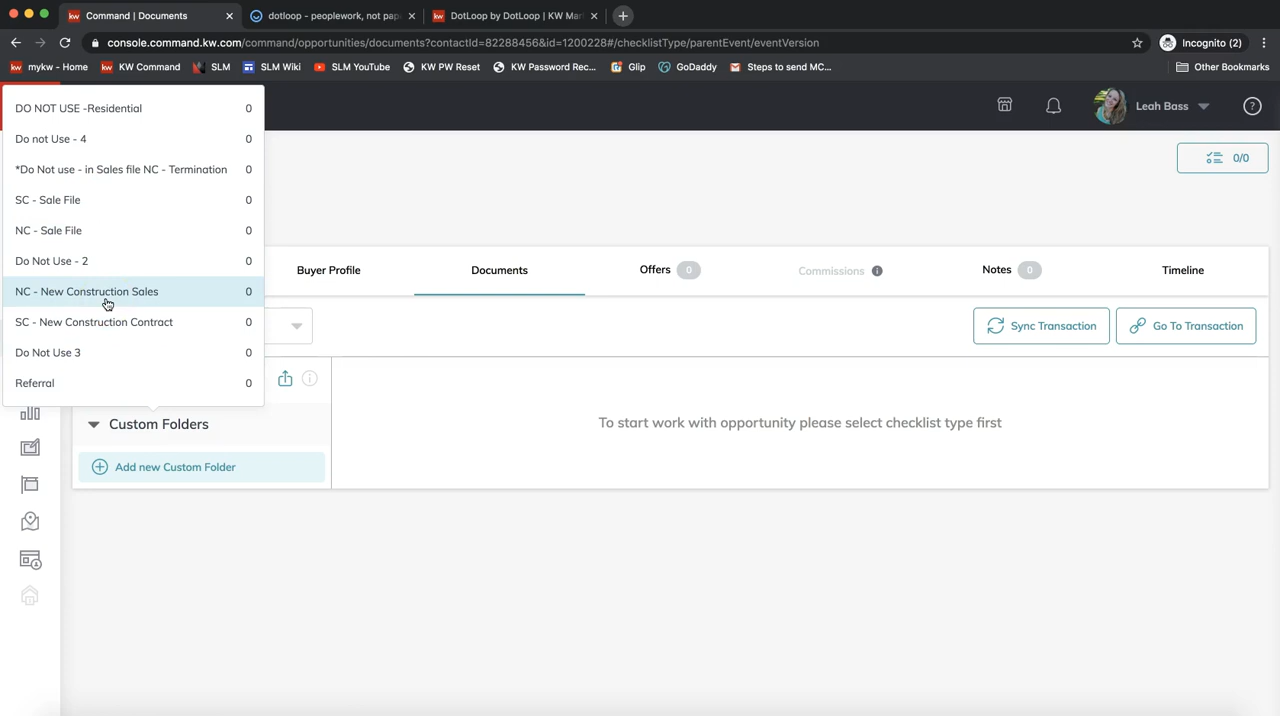 kw Command | Documents
dotloop - peoplework, not pap
kw DotLoop by DotLoop | KW Mar
console.command.kw.com/command/opportunities/documents?contactId=82288456&id=1200228#/checklistType/parentEvent/eventVersion
Incognito (2)
kw mykw - Home
kw KW Command
SLM
SLM Wiki
SLM YouTube
KW PW Reset
KW Password Rec...
Glip
GoDaddy
Steps to send MC...
Other Bookmarks
Leah Bass
DO NOT USE -Residential 0
Do not Use - 4 0
*Do Not use - in Sales file NC - Termination 0
SC - Sale File 0
NC - Sale File 0
Do Not Use - 2 0
NC - New Construction Sales 0
SC - New Construction Contract 0
Do Not Use 3 0
Referral 0
0/0
Buyer Profile
Documents
Offers 0
Commissions
Notes 0
Timeline
Sync Transaction
Go To Transaction
Custom Folders
Add new Custom Folder
To start work with opportunity please select checklist type first